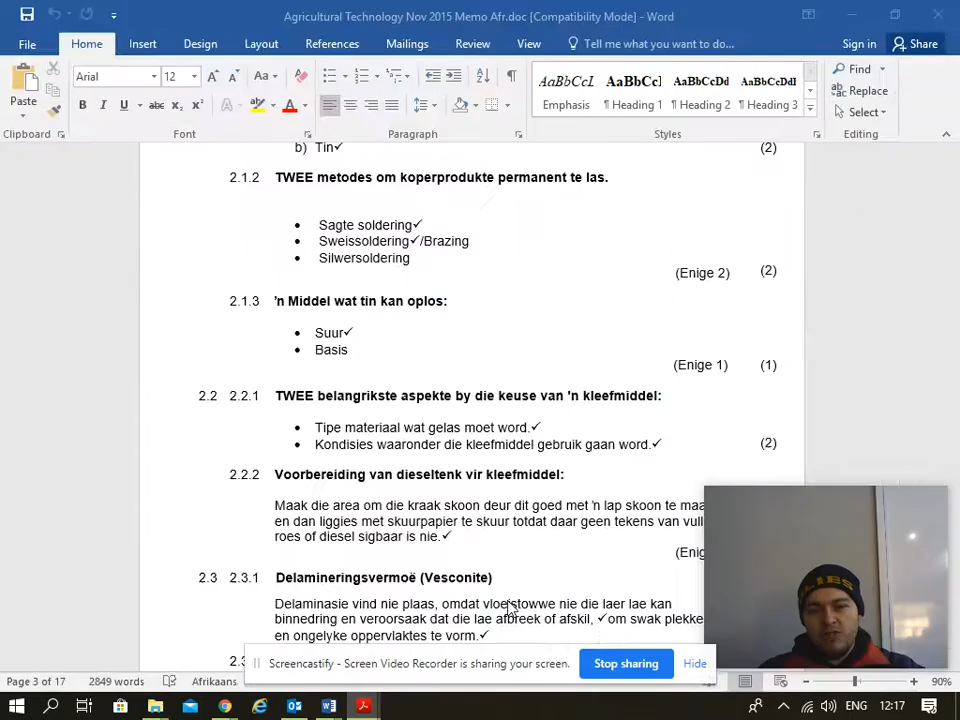 Agricultural Technology Nov 2015 Memo Afr.doc [Compatibility Mode] - Word
File Home Insert Design Layout References Mailings Review View Tell me what you want to do... Sign in Share
Paste
Arial 12
Aa
B I U abc x₂ x² A A
AaBbCcL AaBbCcI AaBbCcDd AaBbCcDdI
Emphasis ¶ Heading 1 ¶ Heading 2 ¶ Heading 3
Find
Replace
Select
Clipboard Font Paragraph Styles Editing
b) Tin✓ (2)
2.1.2 TWEE metodes om koperprodukte permanent te las.
• Sagte soldering✓
• Sweissoldering✓/Brazing
• Silwersoldering
(Enige 2) (2)
2.1.3 'n Middel wat tin kan oplos:
• Suur✓
• Basis
(Enige 1) (1)
2.2 2.2.1 TWEE belangrikste aspekte by die keuse van 'n kleefmiddel:
• Tipe materiaal wat gelas moet word.✓
• Kondisies waaronder die kleefmiddel gebruik gaan word.✓ (2)
2.2.2 Voorbereiding van dieseltenk vir kleefmiddel:
Maak die area om die kraak skoon deur dit goed met 'n lap skoon te maa
en dan liggies met skuurpapier te skuur totdat daar geen tekens van vull
roes of diesel sigbaar is nie.✓
(Enig
2.3 2.3.1 Delamineringsvermoë (Vesconite)
Delaminasie vind nie plaas, omdat vloeistowwe nie die laer lae kan
binnedring en veroorsaak dat die lae afbreek of afskil, ✓om swak plekke
en ongelyke oppervlaktes te vorm.✓
2.3
Screencastify - Screen Video Recorder is sharing your screen. Stop sharing Hide
Page 3 of 17 2849 words Afrikaans 90%
ENG 12:17